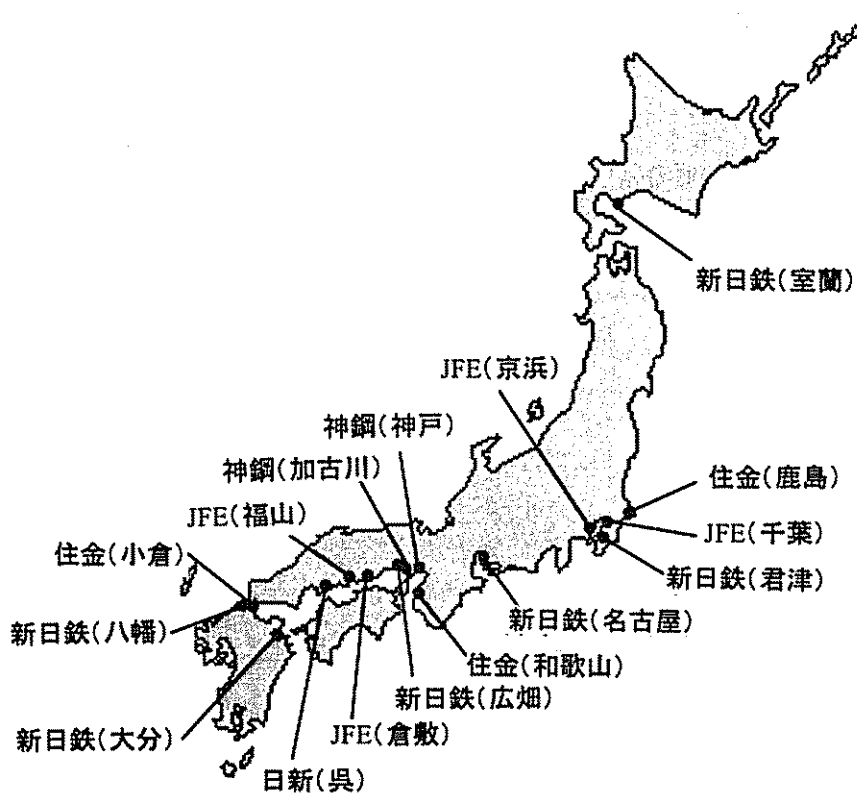 新日鉄(室蘭)
JFE(京浜)
神鋼(神戸)
神鋼(加古川)
住金(鹿島)
JFE(福山)
JFE(千葉)
住金(小倉)
新日鉄(君津)
新日鉄(名古屋)
新日鉄(八幡)
住金(和歌山)
新日鉄(広畑)
JFE(倉敷)
新日鉄(大分)
日新(呉)